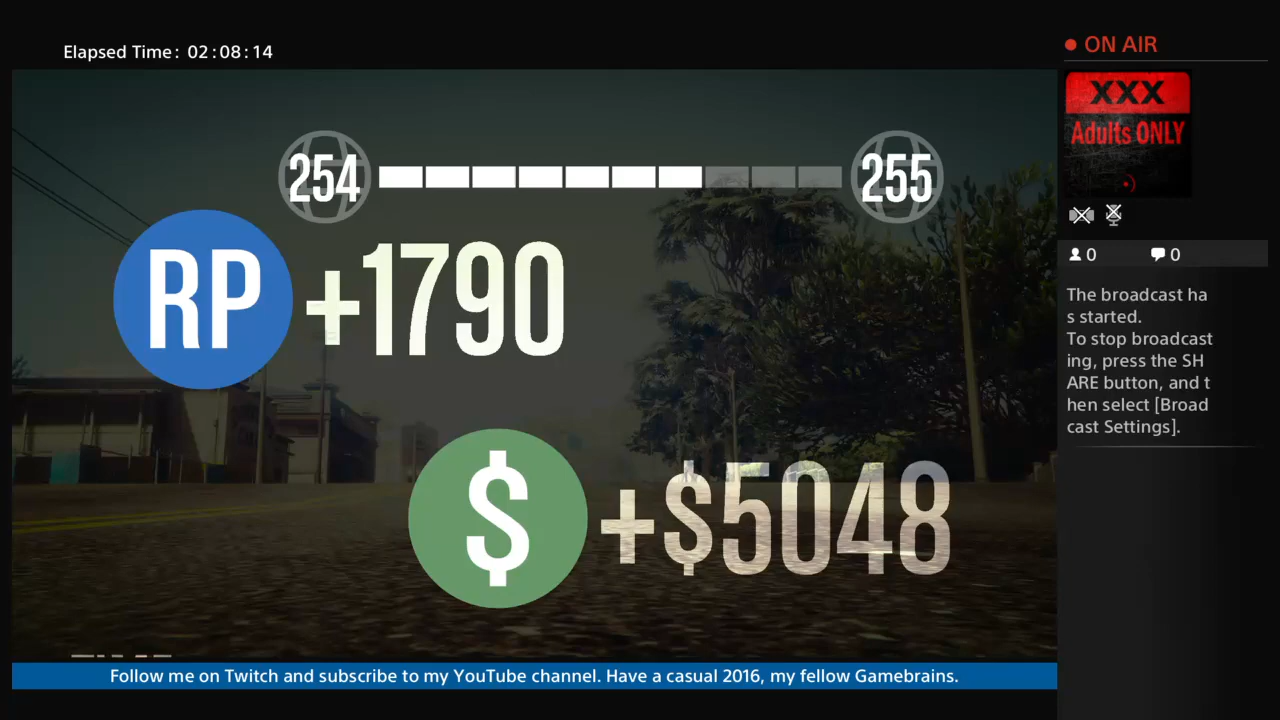 Elapsed Time: 02:08:14
ON AIR
XXX
Adults ONLY
254
255
RP +1790
$ +$5048
0 0
The broadcast ha
s started.
To stop broadcast
ing, press the SH
ARE button, and t
hen select [Broad
cast Settings].
Follow me on Twitch and subscribe to my YouTube channel. Have a casual 2016, my fellow Gamebrains.